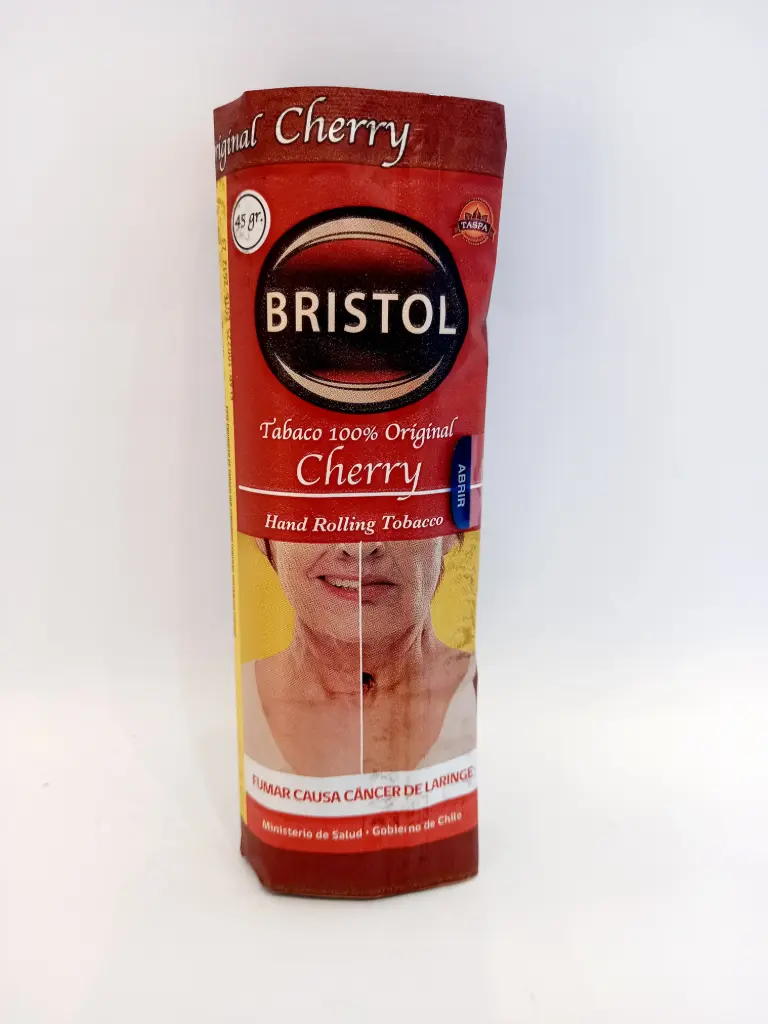 riginal Cherry
45 gr.
TASPA
BRISTOL
Tabaco 100% Original
Cherry
ABRIR
Hand Rolling Tobacco
FUMAR CAUSA CÁNCER DE LARINGE
Ministerio de Salud • Gobierno de Chile